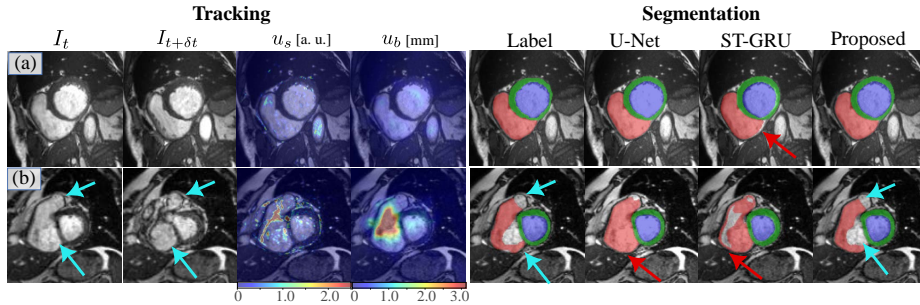 Tracking Segmentation
I_t I_{t+δt} u_s [a. u.] u_b [mm] Label U-Net ST-GRU Proposed
(a)
(b)
0 1.0 2.0 0 1.0 2.0 3.0